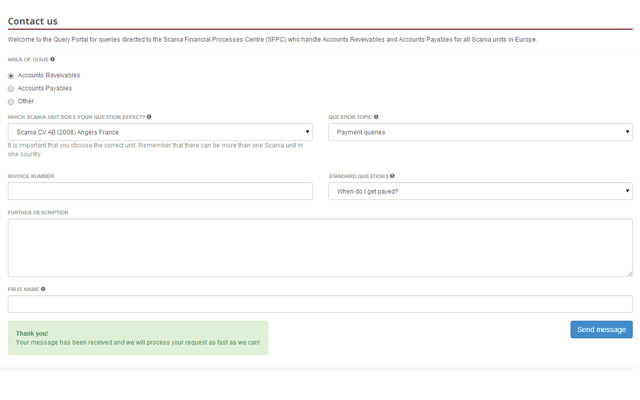 Contact us
Welcome to the Query Portal for queries directed to the Scania Financial Processes Centre (SFPC) who handle Accounts Receivables and Accounts Payables for all Scania units in Europe.
AREA OF ISSUE
Accounts Receivables
Accounts Payables
Other
WHICH SCANIA UNIT DOES YOUR QUESTION EFFECT?
QUESTION TOPIC
Scania CV AB (2008) Angers France
Payment queries
It is important that you choose the correct unit. Remember that there can be more than one Scania unit in
one country.
INVOICE NUMBER
STANDARD QUESTIONS
When do I get payed?
FURTHER DESCRIPTION
FIRST NAME
Thank you!
Your message has been received and we will process your request as fast as we can!
Send message